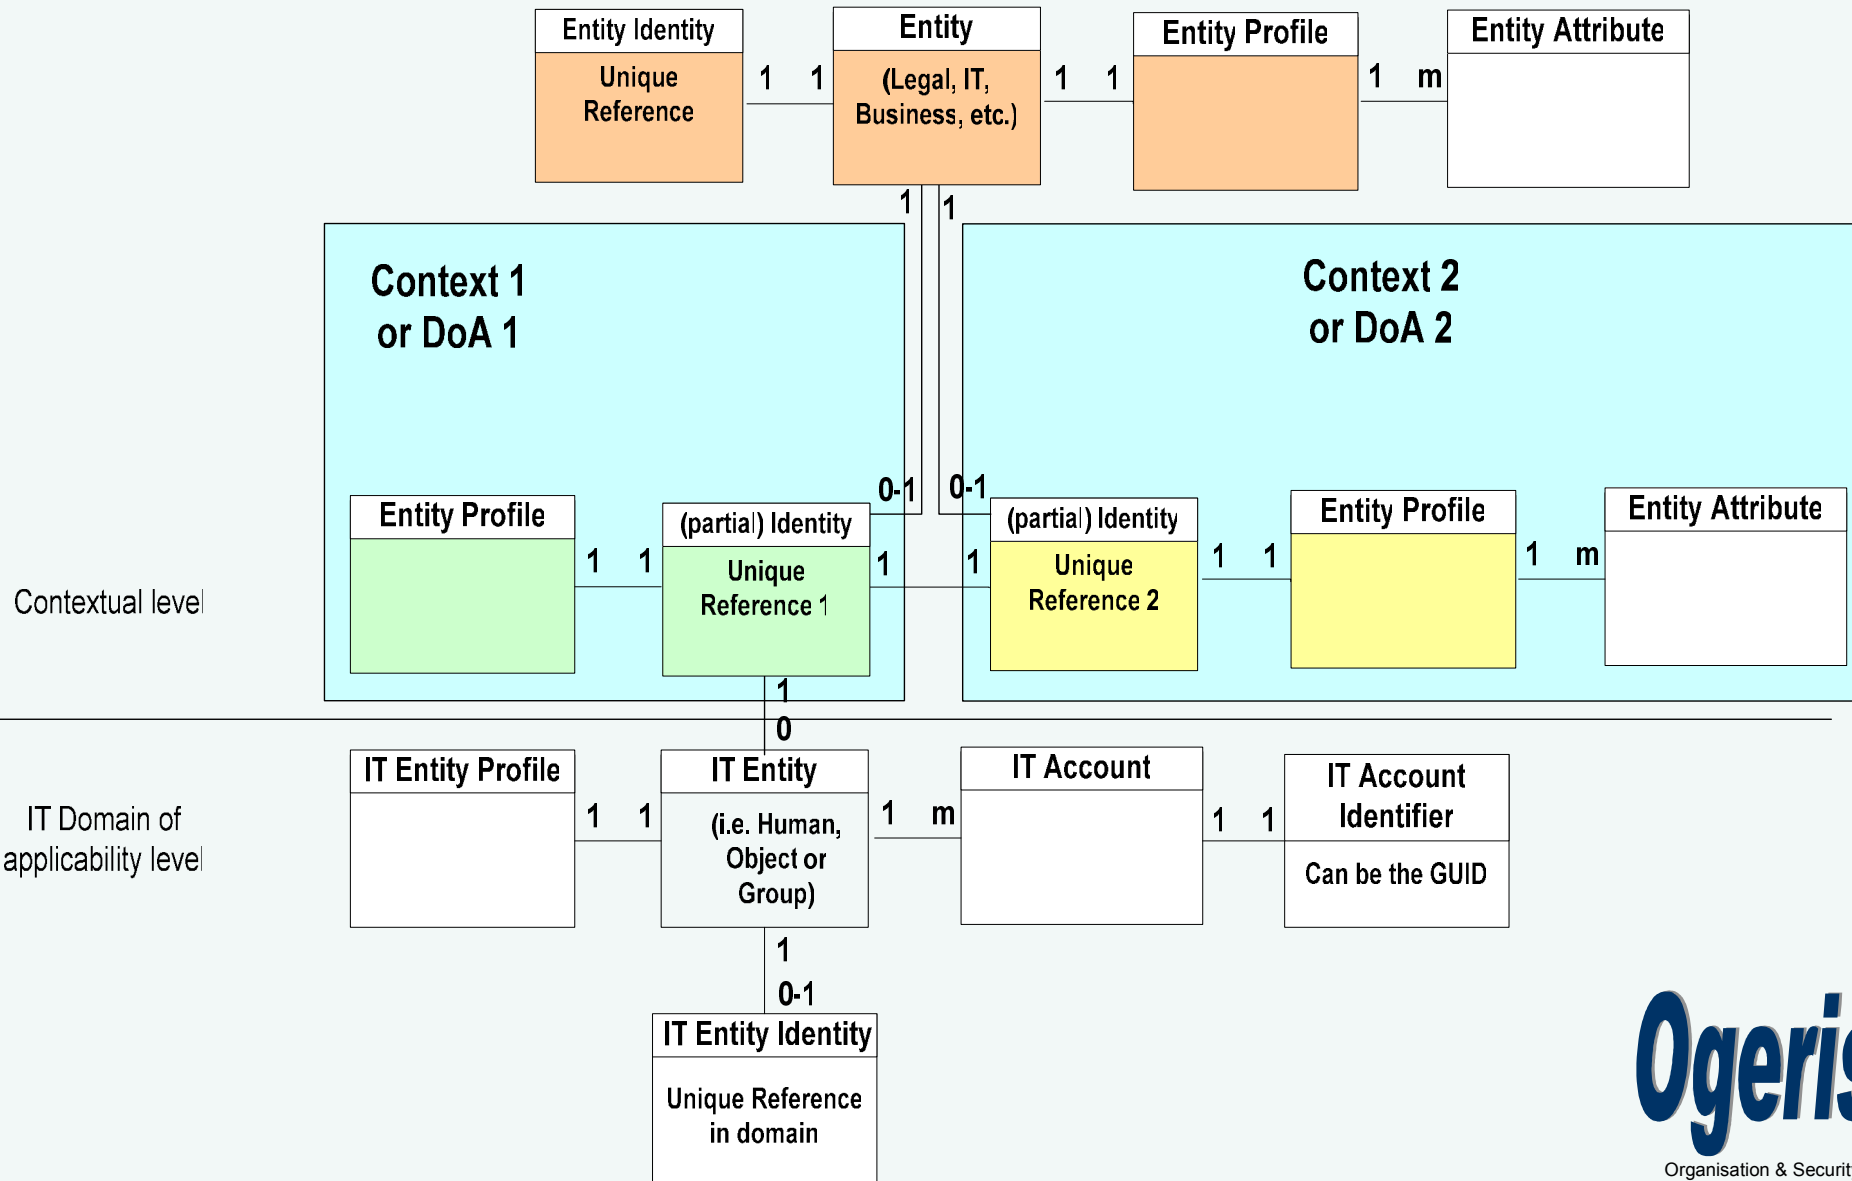 Entity Identity
Unique
Reference
1 1
Entity
(Legal, IT,
Business, etc.)
1 1
Entity Profile
1 m
Entity Attribute
1 1
Context 1
or DoA 1
Context 2
or DoA 2
0-1 0-1
Entity Profile
1 1
(partial) Identity
Unique
Reference 1
1 1
(partial) Identity
Unique
Reference 2
1 1
Entity Profile
1 m
Entity Attribute
Contextual level
1
0
IT Domain of
applicability level
IT Entity Profile
1 1
IT Entity
(i.e. Human,
Object or
Group)
1 m
IT Account
1 1
IT Account
Identifier
Can be the GUID
1
0-1
IT Entity Identity
Unique Reference
in domain
Ogeris
Organisation & Securit